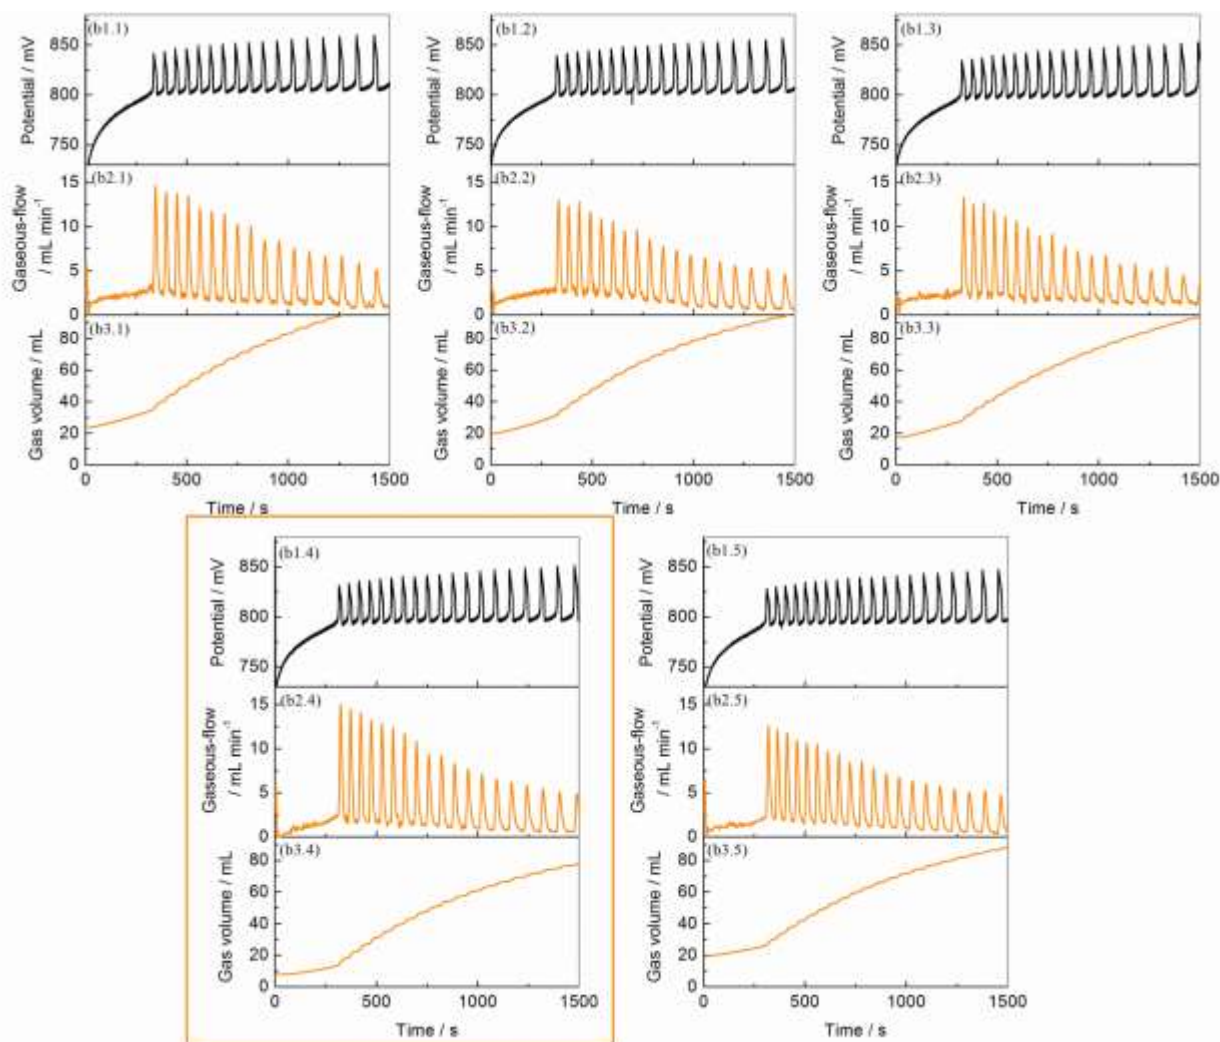 (b1.1)
850
800
750
Potential / mV
(b2.1)
15
10
5
0
Gaseous-flow
/ mL min⁻¹
(b3.1)
80
60
40
20
0
Gas volume / mL
0 500 1000 1500
Time / s
(b1.2)
850
800
750
Potential / mV
(b2.2)
15
10
5
0
Gaseous-flow
/ mL min⁻¹
(b3.2)
80
60
40
20
0
Gas volume / mL
0 500 1000 1500
Time / s
(b1.3)
850
800
750
Potential / mV
(b2.3)
15
10
5
0
Gaseous-flow
/ mL min⁻¹
(b3.3)
80
60
40
20
0
Gas volume / mL
0 500 1000 1500
Time / s
(b1.4)
850
800
750
Potential / mV
(b2.4)
15
10
5
0
Gaseous-flow
/ mL min⁻¹
(b3.4)
80
60
40
20
0
Gas volume / mL
0 500 1000 1500
Time / s
(b1.5)
850
800
750
Potential / mV
(b2.5)
15
10
5
0
Gaseous-flow
/ mL min⁻¹
(b3.5)
80
60
40
20
0
Gas volume / mL
0 500 1000 1500
Time / s